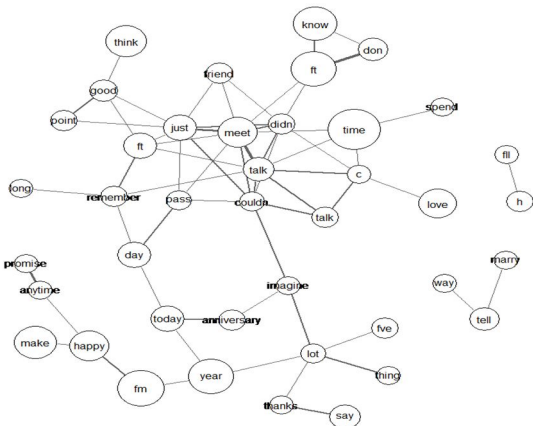 know
think
don
friend
ft
good
spend
point
just
meet
didn
time
ft
fll
talk
c
long
remember
pass
couldn
love
h
talk
day
promise
marry
anytime
imagine
way
today
anniversary
tell
make
happy
fve
lot
fm
year
thing
thanks
say